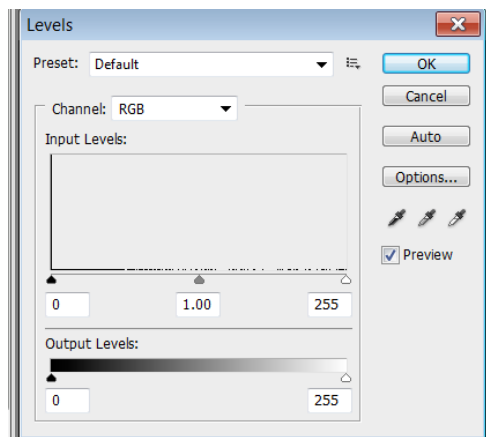 Levels
Preset: Default
OK
Cancel
Channel: RGB
Auto
Input Levels:
Options...
Preview
0 1.00 255
Output Levels:
0 255